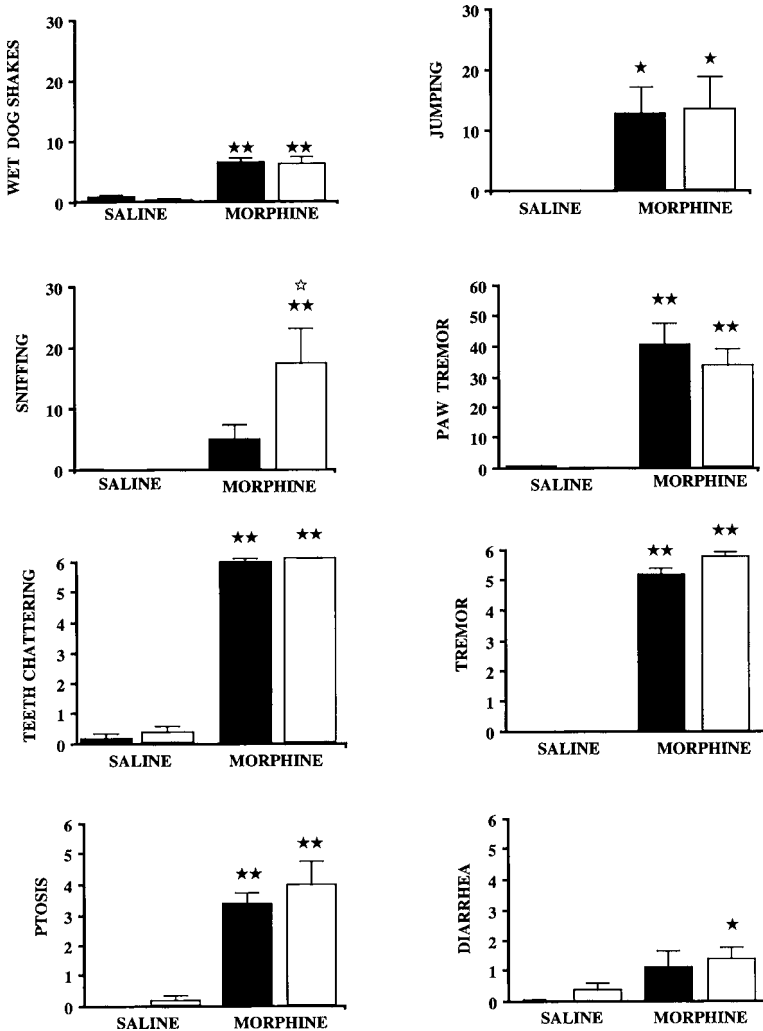 WET DOG SHAKES
30
20
10
0
★★
★★
SALINE
MORPHINE
JUMPING
30
20
10
0
★
★
SALINE
MORPHINE
SNIFFING
30
20
10
0
☆
★★
SALINE
MORPHINE
PAW TREMOR
60
50
40
30
20
10
0
★★
★★
SALINE
MORPHINE
TEETH CHATTERING
6
5
4
3
2
1
0
★★
★★
SALINE
MORPHINE
TREMOR
6
5
4
3
2
1
0
★★
★★
SALINE
MORPHINE
PTOSIS
6
5
4
3
2
1
0
★★
★★
SALINE
MORPHINE
DIARRHEA
6
5
4
3
2
1
0
★
SALINE
MORPHINE